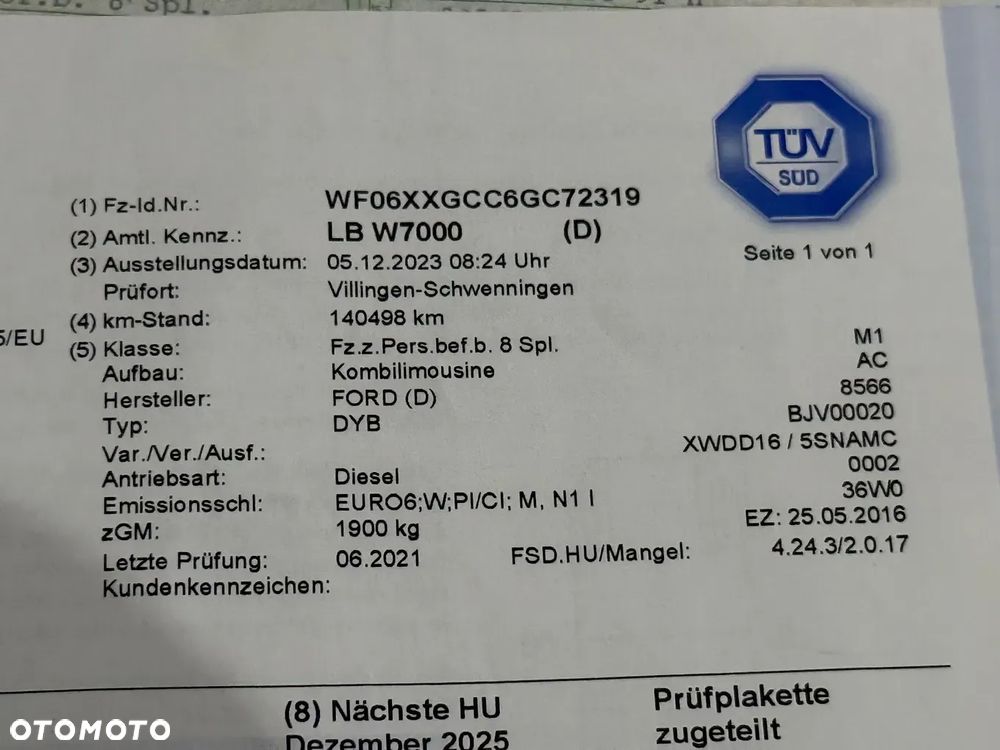 TÜV
SÜD
Seite 1 von 1
(1) Fz-Id.Nr.: WF06XXGCC6GC72319
(2) Amtl. Kennz.: LB W7000 (D)
(3) Ausstellungsdatum: 05.12.2023 08:24 Uhr
Prüfort: Villingen-Schwenningen
(4) km-Stand: 140498 km
5/EU
(5) Klasse: Fz.z.Pers.bef.b. 8 Spl. M1
Aufbau: Kombilimousine AC
Hersteller: FORD (D) 8566
Typ: DYB BJV00020
Var./Ver./Ausf.: XWDD16 / 5SNAMC
Antriebsart: Diesel 0002
Emissionsschl: EURO6;W;PI/CI; M, N1 I 36W0
zGM: 1900 kg EZ: 25.05.2016
Letzte Prüfung: 06.2021 FSD.HU/Mangel: 4.24.3/2.0.17
Kundenkennzeichen:
(8) Nächste HU Prüfplakette
Dezember 2025 zugeteilt
OTOMOTO